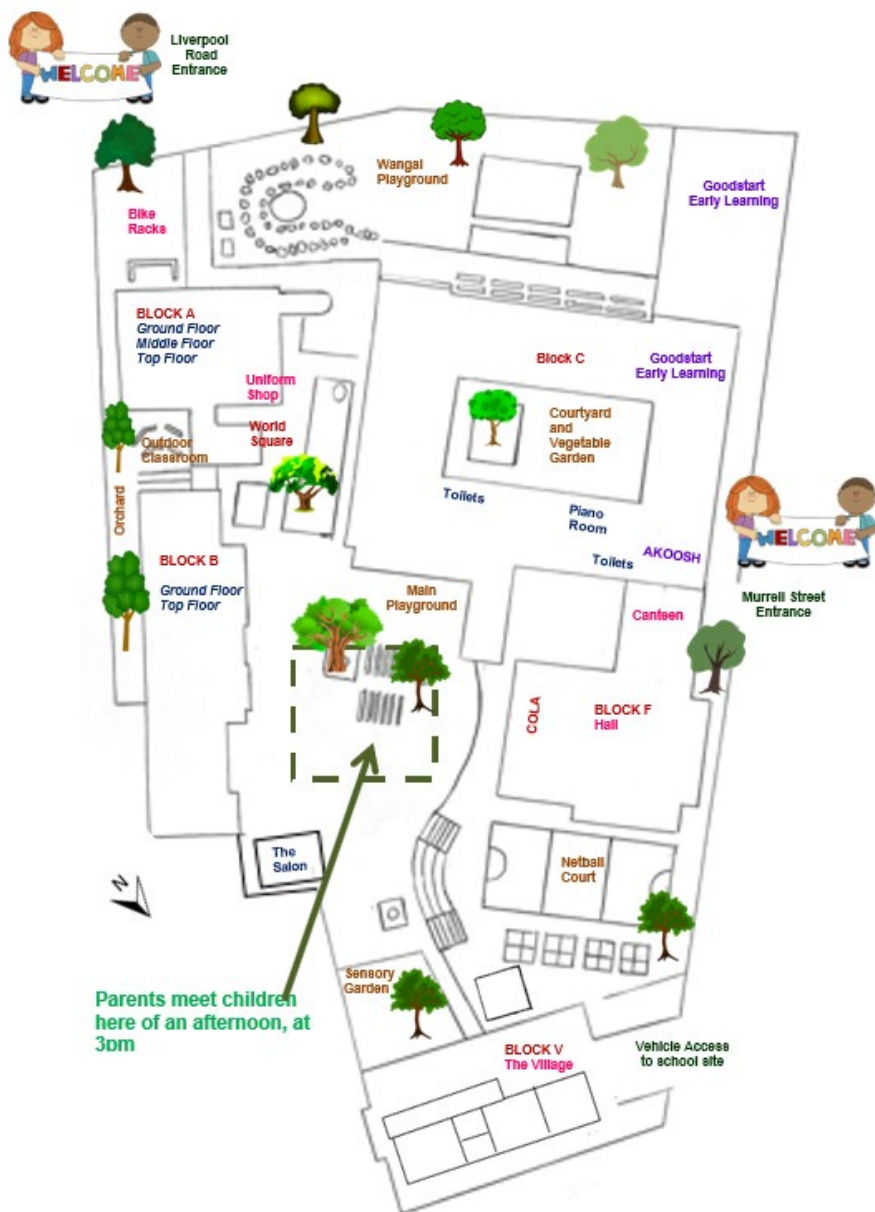 WELCOME
Liverpool
Road
Entrance
Wangal
Playground
Goodstart
Early Learning
Bike
Racks
BLOCK A
Ground Floor
Middle Floor
Top Floor
Block C
Goodstart
Early Learning
Uniform
Shop
World
Square
Courtyard
and
Vegetable
Garden
Outdoor
Classroom
Orchard
Toilets
Piano
Room
Toilets
AKOOSH
WELCOME
Murrell Street
Entrance
BLOCK B
Ground Floor
Top Floor
Main
Playground
Canteen
COLA
BLOCK F
Hall
The
Salon
Netball
Court
N
Sensory
Garden
Parents meet children
here of an afternoon, at
3pm
BLOCK V
The Village
Vehicle Access
to school site